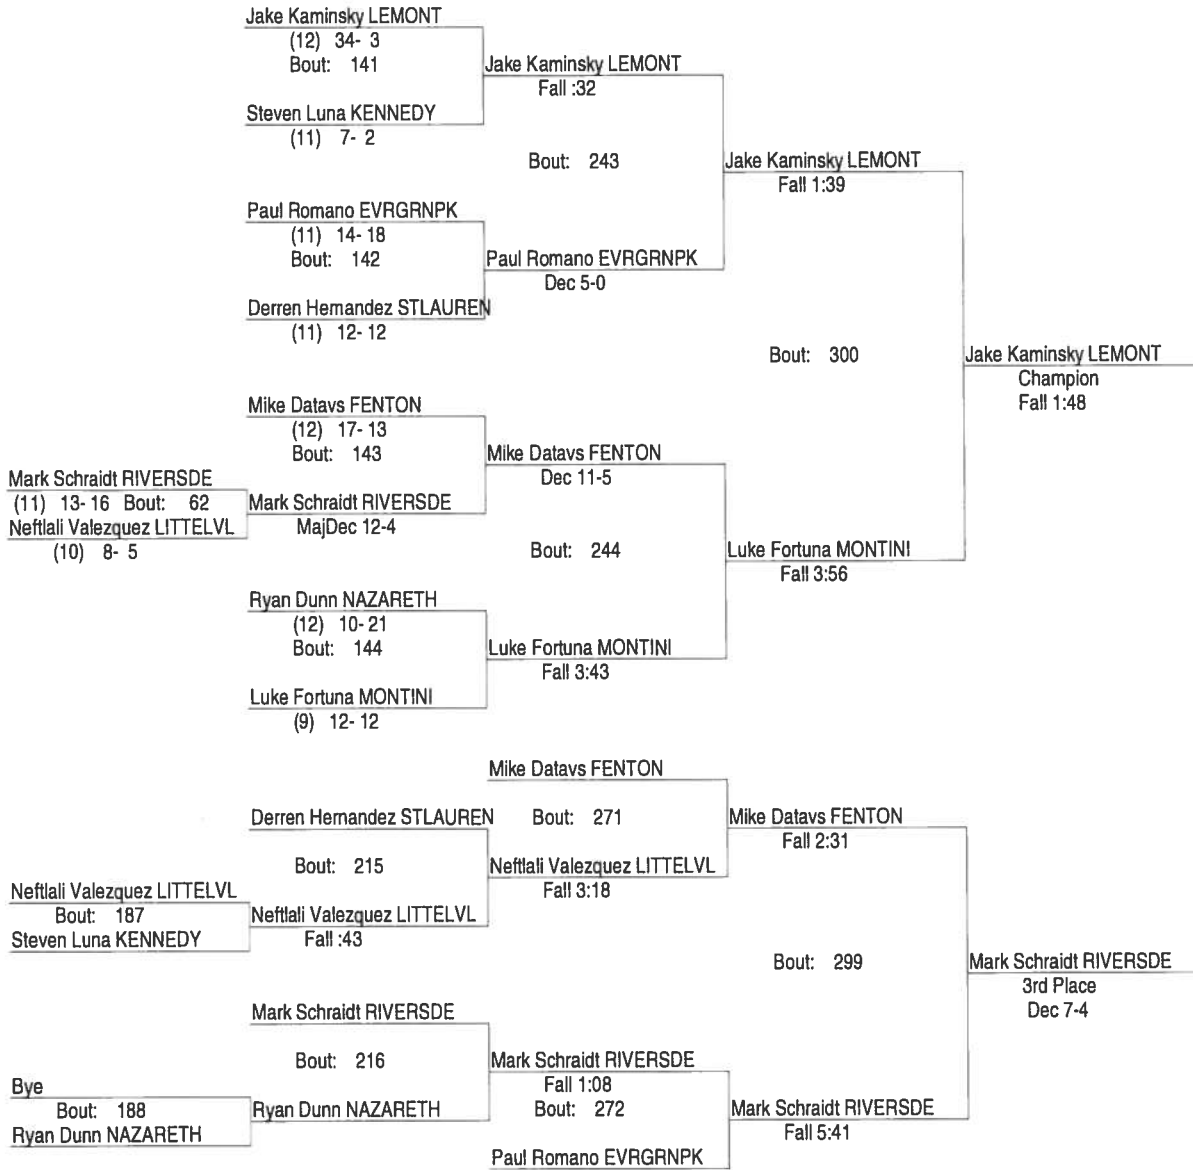 Jake Kaminsky LEMONT
(12) 34- 3
Bout: 141
Jake Kaminsky LEMONT
Fall :32
Steven Luna KENNEDY
(11) 7- 2
Bout: 243
Jake Kaminsky LEMONT
Fall 1:39
Paul Romano EVRGRNPK
(11) 14- 18
Bout: 142
Paul Romano EVRGRNPK
Dec 5-0
Derren Hernandez STLAUREN
(11) 12- 12
Bout: 300
Jake Kaminsky LEMONT
Champion
Fall 1:48
Mike Datavs FENTON
(12) 17- 13
Bout: 143
Mike Datavs FENTON
Dec 11-5
Mark Schraidt RIVERSDE
(11) 13- 16 Bout: 62
Mark Schraidt RIVERSDE
MajDec 12-4
Neftlali Valezquez LITTELVL
(10) 8- 5
Bout: 244
Luke Fortuna MONTINI
Fall 3:56
Ryan Dunn NAZARETH
(12) 10- 21
Bout: 144
Luke Fortuna MONTINI
Fall 3:43
Luke Fortuna MONTINI
(9) 12- 12
Mike Datavs FENTON
Derren Hernandez STLAUREN
Bout: 271
Mike Datavs FENTON
Fall 2:31
Bout: 215
Neftlali Valezquez LITTELVL
Fall 3:18
Neftlali Valezquez LITTELVL
Bout: 187
Neftlali Valezquez LITTELVL
Fall :43
Steven Luna KENNEDY
Bout: 299
Mark Schraidt RIVERSDE
3rd Place
Dec 7-4
Mark Schraidt RIVERSDE
Bout: 216
Mark Schraidt RIVERSDE
Fall 1:08
Bye
Bout: 188
Ryan Dunn NAZARETH
Bout: 272
Mark Schraidt RIVERSDE
Fall 5:41
Ryan Dunn NAZARETH
Paul Romano EVRGRNPK